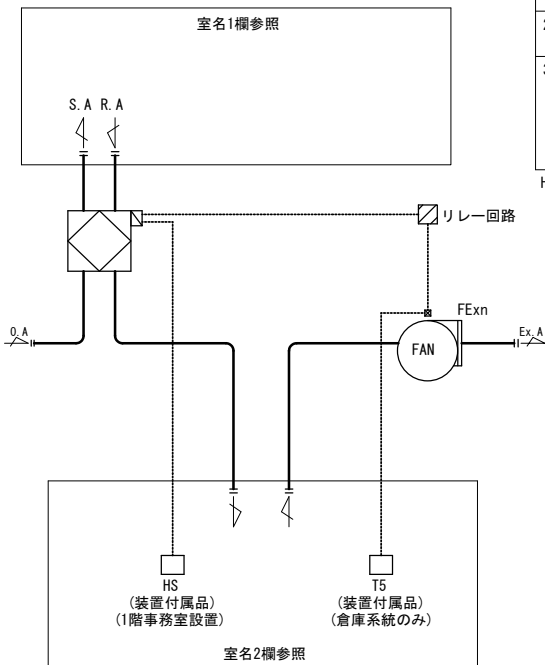 室名1欄参照
2
3
S.A R.A
H
リレー回路
O.A
FExn
Ex.A
FAN
HS
(装置付属品)
(1階事務室設置)
T5
(装置付属品)
(倉庫系統のみ)
室名2欄参照